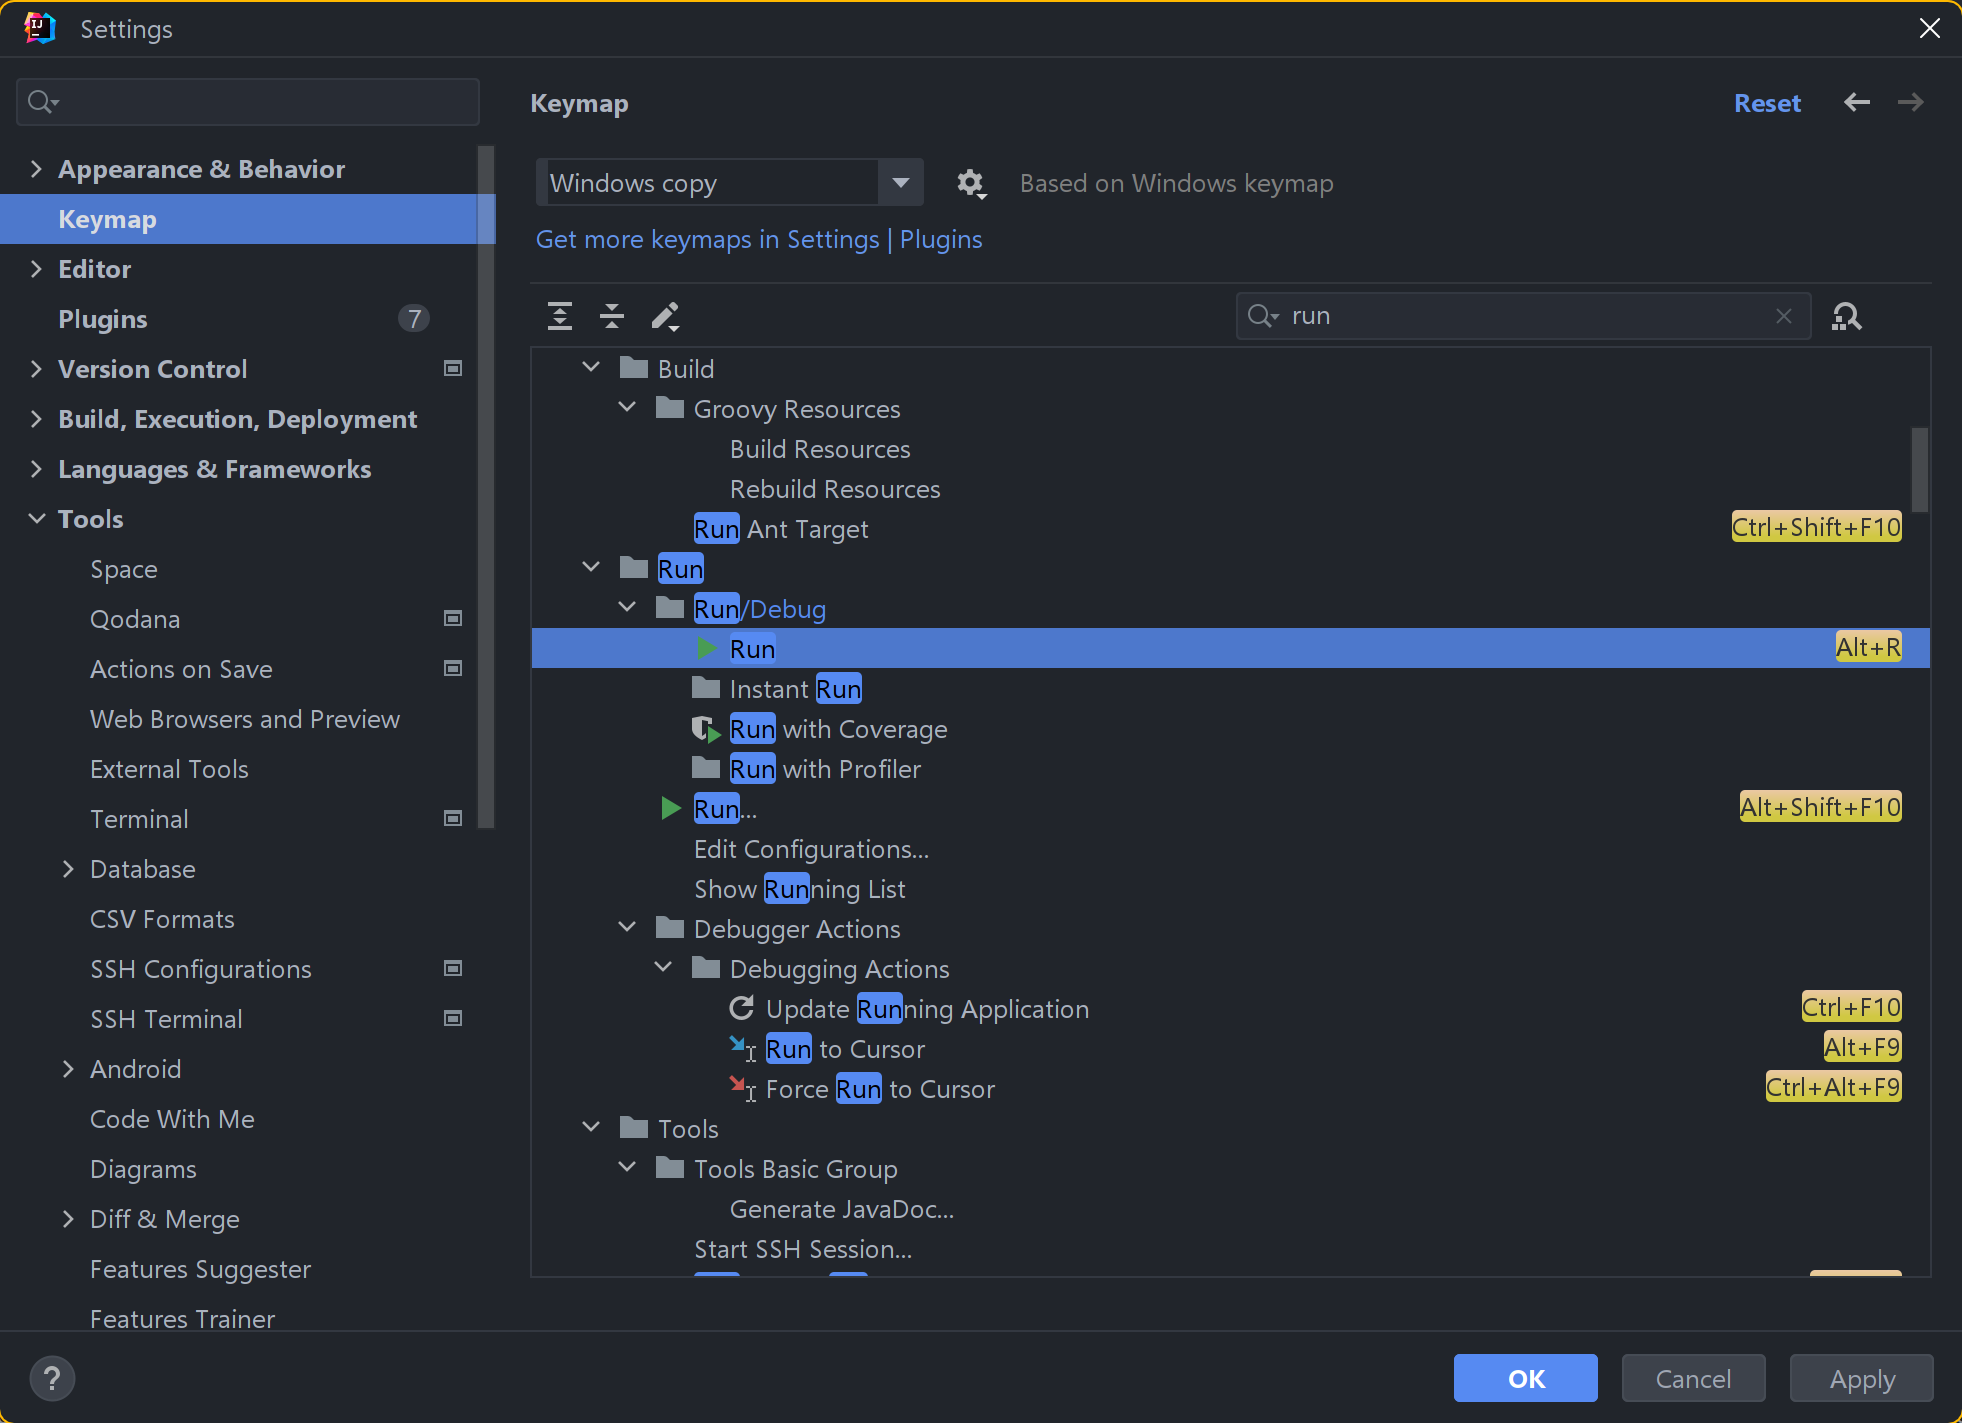 Settings
Appearance & Behavior
Keymap
Editor
Plugins 7
Version Control
Build, Execution, Deployment
Languages & Frameworks
Tools
Space
Qodana
Actions on Save
Web Browsers and Preview
External Tools
Terminal
Database
CSV Formats
SSH Configurations
SSH Terminal
Android
Code With Me
Diagrams
Diff & Merge
Features Suggester
Features Trainer
Keymap
Reset
Windows copy
Based on Windows keymap
Get more keymaps in Settings | Plugins
run
Build
Groovy Resources
Build Resources
Rebuild Resources
Run Ant Target Ctrl+Shift+F10
Run
Run/Debug
Run Alt+R
Instant Run
Run with Coverage
Run with Profiler
Run... Alt+Shift+F10
Edit Configurations...
Show Running List
Debugger Actions
Debugging Actions
Update Running Application Ctrl+F10
Run to Cursor Alt+F9
Force Run to Cursor Ctrl+Alt+F9
Tools
Tools Basic Group
Generate JavaDoc...
Start SSH Session...
?
OK
Cancel
Apply